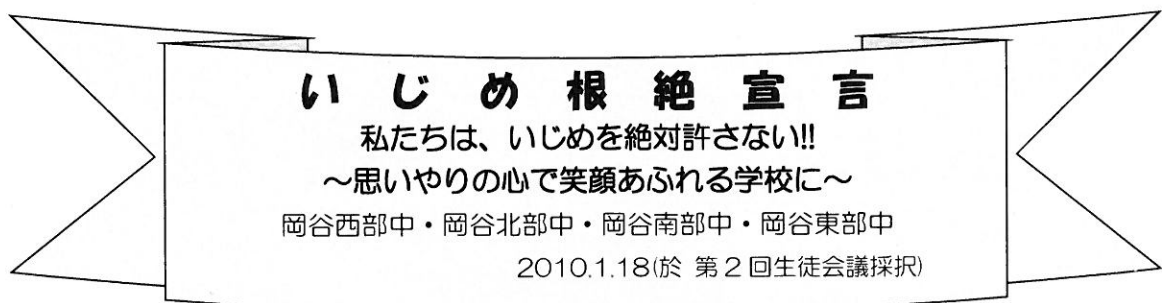 いじめ根絶宣言
私たちは、いじめを絶対許さない!!
～思いやりの心で笑顔あふれる学校に～
岡谷西部中・岡谷北部中・岡谷南部中・岡谷東部中
2010.1.18(於 第2回生徒会議採択)